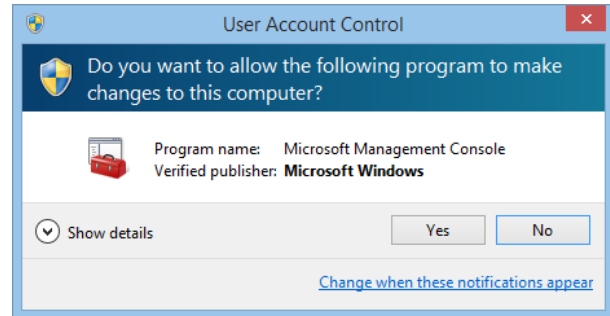 User Account Control
Do you want to allow the following program to make
changes to this computer?
Program name: Microsoft Management Console
Verified publisher: Microsoft Windows
Show details
Yes
No
Change when these notifications appear